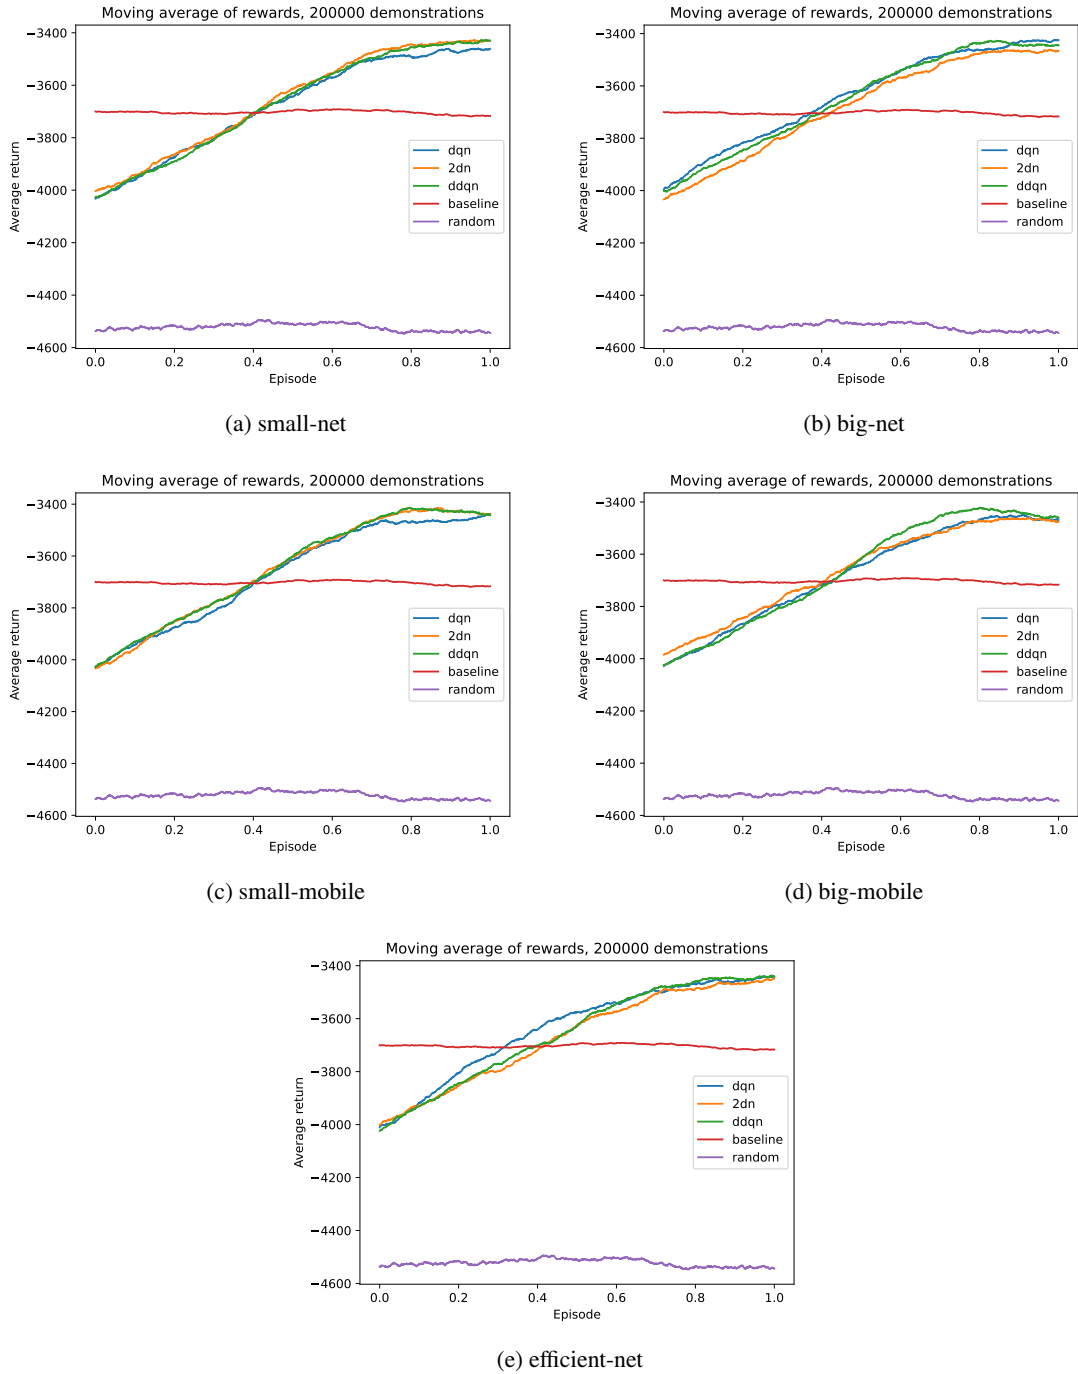 Moving average of rewards, 200000 demonstrations
−3400
−3600
−3800
−4000
−4200
−4400
−4600
Average return
dqn
2dn
ddqn
baseline
random
0.0 0.2 0.4 0.6 0.8 1.0
Episode
(a) small-net
Moving average of rewards, 200000 demonstrations
−3400
−3600
−3800
−4000
−4200
−4400
−4600
Average return
dqn
2dn
ddqn
baseline
random
0.0 0.2 0.4 0.6 0.8 1.0
Episode
(b) big-net
Moving average of rewards, 200000 demonstrations
−3400
−3600
−3800
−4000
−4200
−4400
−4600
Average return
dqn
2dn
ddqn
baseline
random
0.0 0.2 0.4 0.6 0.8 1.0
Episode
(c) small-mobile
Moving average of rewards, 200000 demonstrations
−3400
−3600
−3800
−4000
−4200
−4400
−4600
Average return
dqn
2dn
ddqn
baseline
random
0.0 0.2 0.4 0.6 0.8 1.0
Episode
(d) big-mobile
Moving average of rewards, 200000 demonstrations
−3400
−3600
−3800
−4000
−4200
−4400
−4600
Average return
dqn
2dn
ddqn
baseline
random
0.0 0.2 0.4 0.6 0.8 1.0
Episode
(e) efficient-net